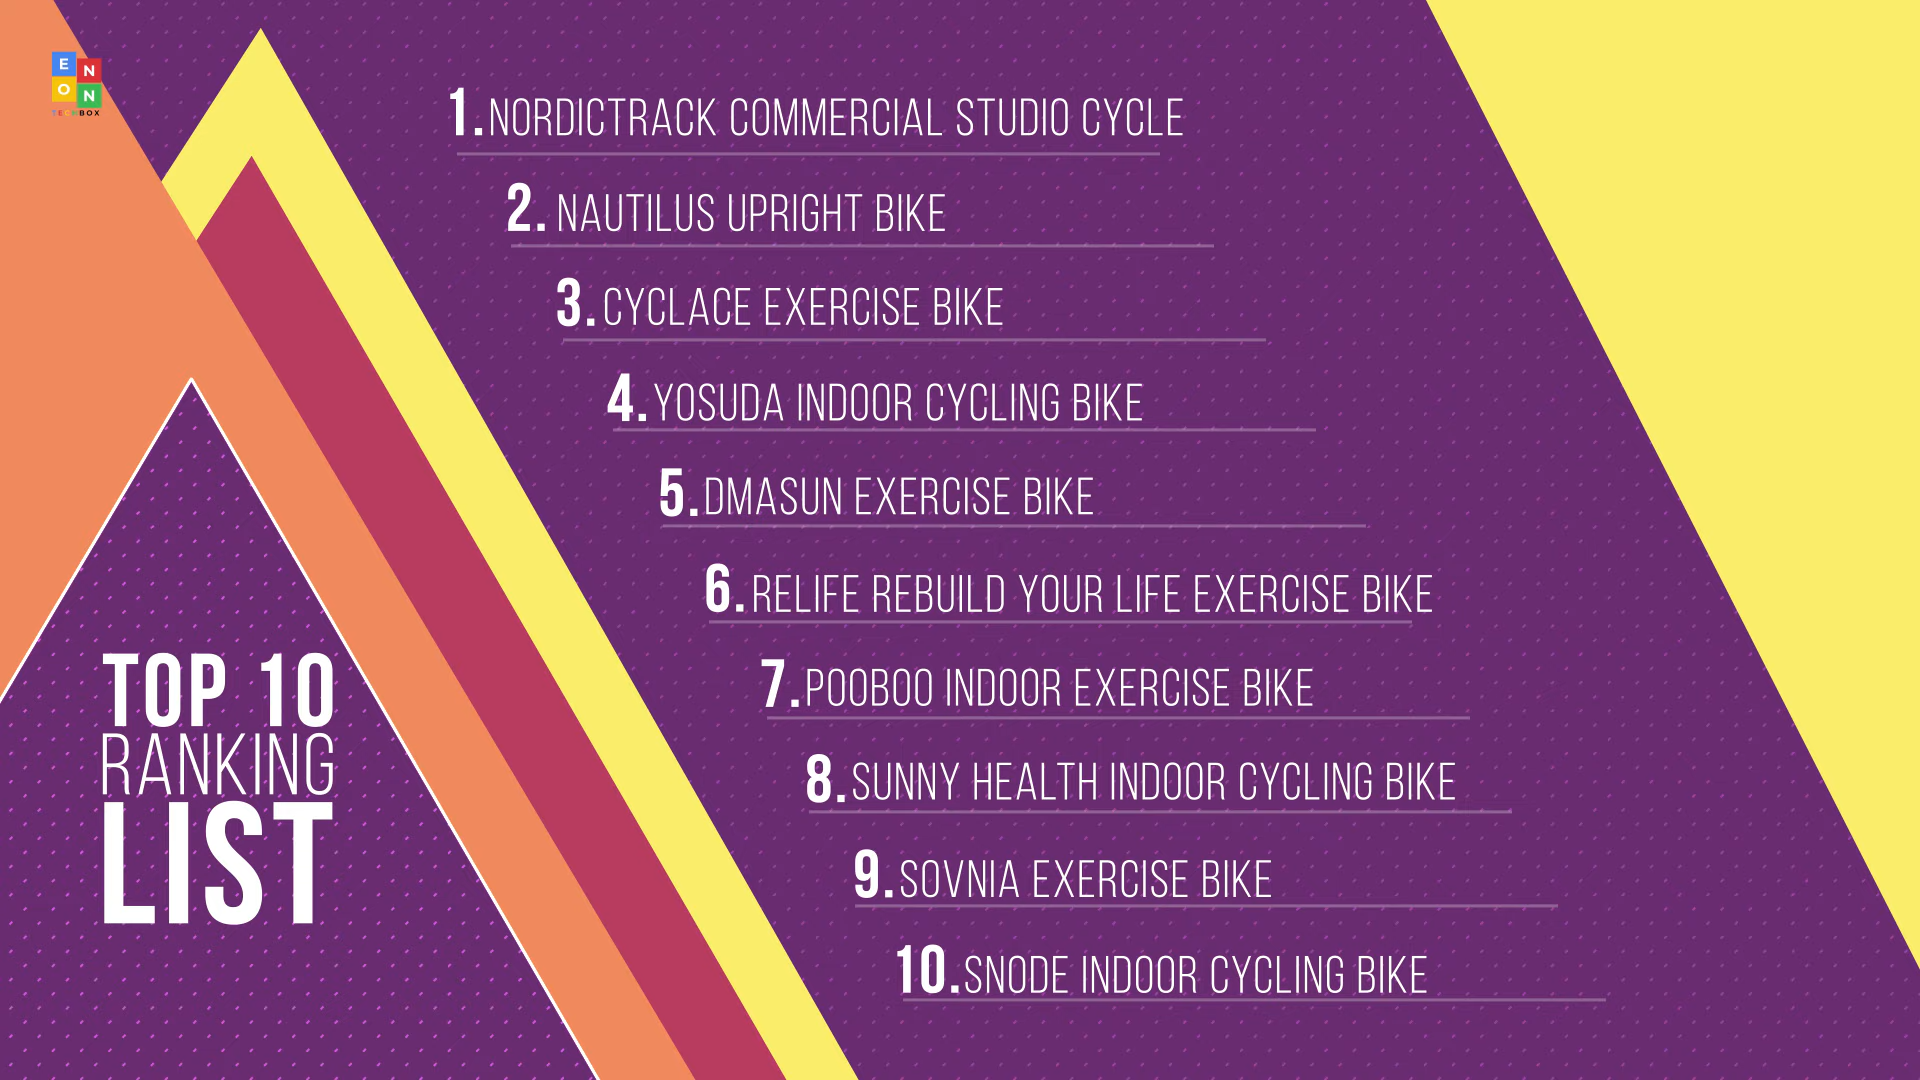 E N
O N
TECHBOX
1. NORDICTRACK COMMERCIAL STUDIO CYCLE
2. NAUTILUS UPRIGHT BIKE
3. CYCLACE EXERCISE BIKE
4. YOSUDA INDOOR CYCLING BIKE
5. DMASUN EXERCISE BIKE
6. RELIFE REBUILD YOUR LIFE EXERCISE BIKE
7. POOBOO INDOOR EXERCISE BIKE
8. SUNNY HEALTH INDOOR CYCLING BIKE
9. SOVNIA EXERCISE BIKE
10. SNODE INDOOR CYCLING BIKE
TOP 10
RANKING
LIST